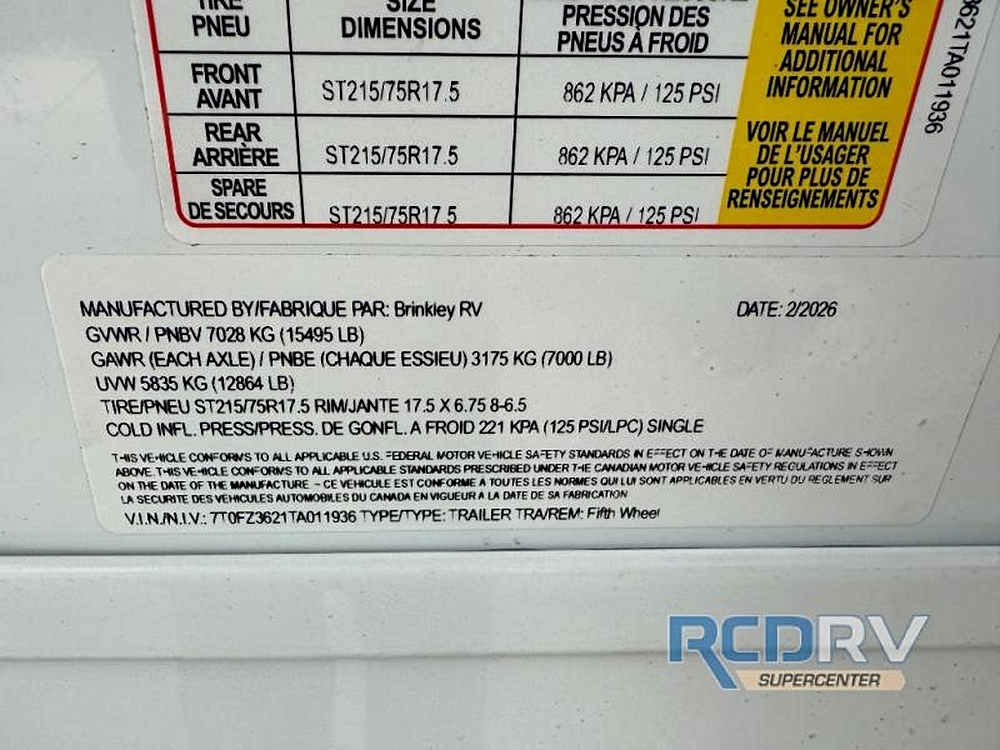 TIRE SIZE
PNEU DIMENSIONS PRESSION DES
PNEUS À FROID
FRONT
AVANT ST215/75R17.5 862 KPA / 125 PSI
REAR
ARRIÈRE ST215/75R17.5 862 KPA / 125 PSI
SPARE
DE SECOURS ST215/75R17.5 862 KPA / 125 PSI
SEE OWNER'S
MANUAL FOR
ADDITIONAL
INFORMATION
VOIR LE MANUEL
DE L'USAGER
POUR PLUS DE
RENSEIGNEMENTS
3621TA011936
MANUFACTURED BY/FABRIQUE PAR: Brinkley RV DATE: 2/2026
GVWR / PNBV 7028 KG (15495 LB)
GAWR (EACH AXLE) / PNBE (CHAQUE ESSIEU) 3175 KG (7000 LB)
UVW 5835 KG (12864 LB)
TIRE/PNEU ST215/75R17.5 RIM/JANTE 17.5 X 6.75 8-6.5
COLD INFL. PRESS/PRESS. DE GONFL. A FROID 221 KPA (125 PSI/LPC) SINGLE
THIS VEHICLE CONFORMS TO ALL APPLICABLE U.S. FEDERAL MOTOR VEHICLE SAFETY STANDARDS IN EFFECT ON THE DATE OF MANUFACTURE SHOWN
ABOVE. THIS VEHICLE CONFORMS TO ALL APPLICABLE STANDARDS PRESCRIBED UNDER THE CANADIAN MOTOR VEHICLE SAFETY REGULATIONS IN EFFECT
ON THE DATE OF THE MANUFACTURE - CE VÉHICULE EST CONFORME A TOUTES LES NORMES QUI LUI SONT APPLICABLES EN VERTU DU REGLEMENT SUR
LA SECURITE DES VÉHICULES AUTOMOBILES DU CANADA EN VIGUEUR A LA DATE DE SA FABRICATION
V.I.N./N.I.V.: 7T0FZ3621TA011936 TYPE/TYPE: TRAILER TRA/REM: Fifth Wheel
RCDRV
SUPERCENTER